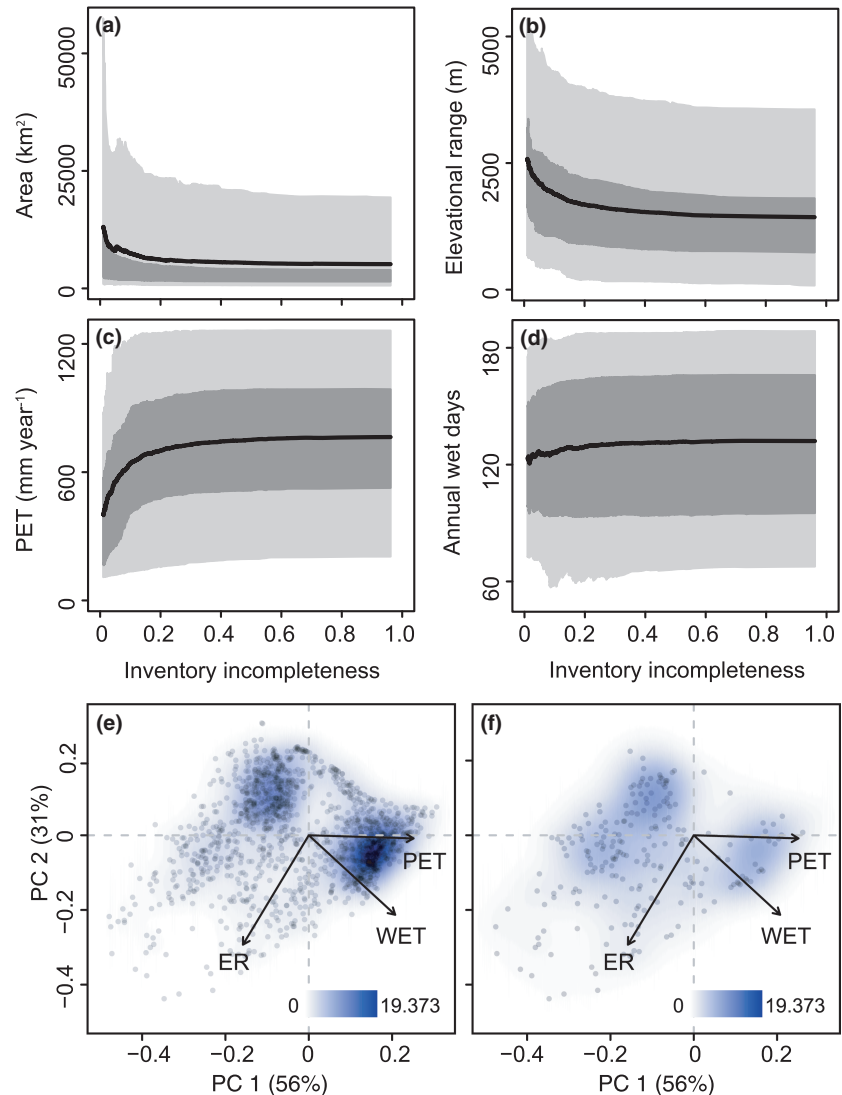 (a)
Area (km²)
50000
25000
0
(b)
Elevational range (m)
5000
2500
0
(c)
PET (mm year⁻¹)
1200
600
0
0 0.2 0.4 0.6 0.8 1.0
Inventory incompleteness
(d)
Annual wet days
180
120
60
0 0.2 0.4 0.6 0.8 1.0
Inventory incompleteness
(e)
PC 2 (31%)
0.2
0
−0.2
−0.4
PET
WET
ER
0 19.373
−0.4 −0.2 0 0.2
PC 1 (56%)
(f)
PET
WET
ER
0 19.373
−0.4 −0.2 0 0.2
PC 1 (56%)